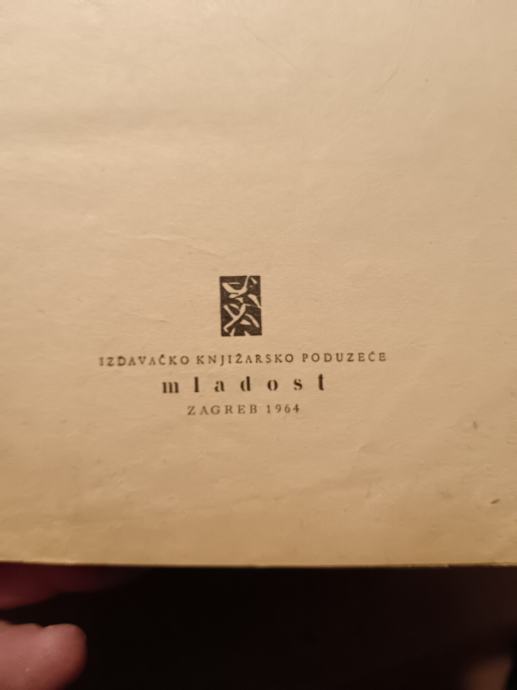 IZDAVAČKO KNJIŽARSKO PODUZEĆE
mladost
ZAGREB 1964